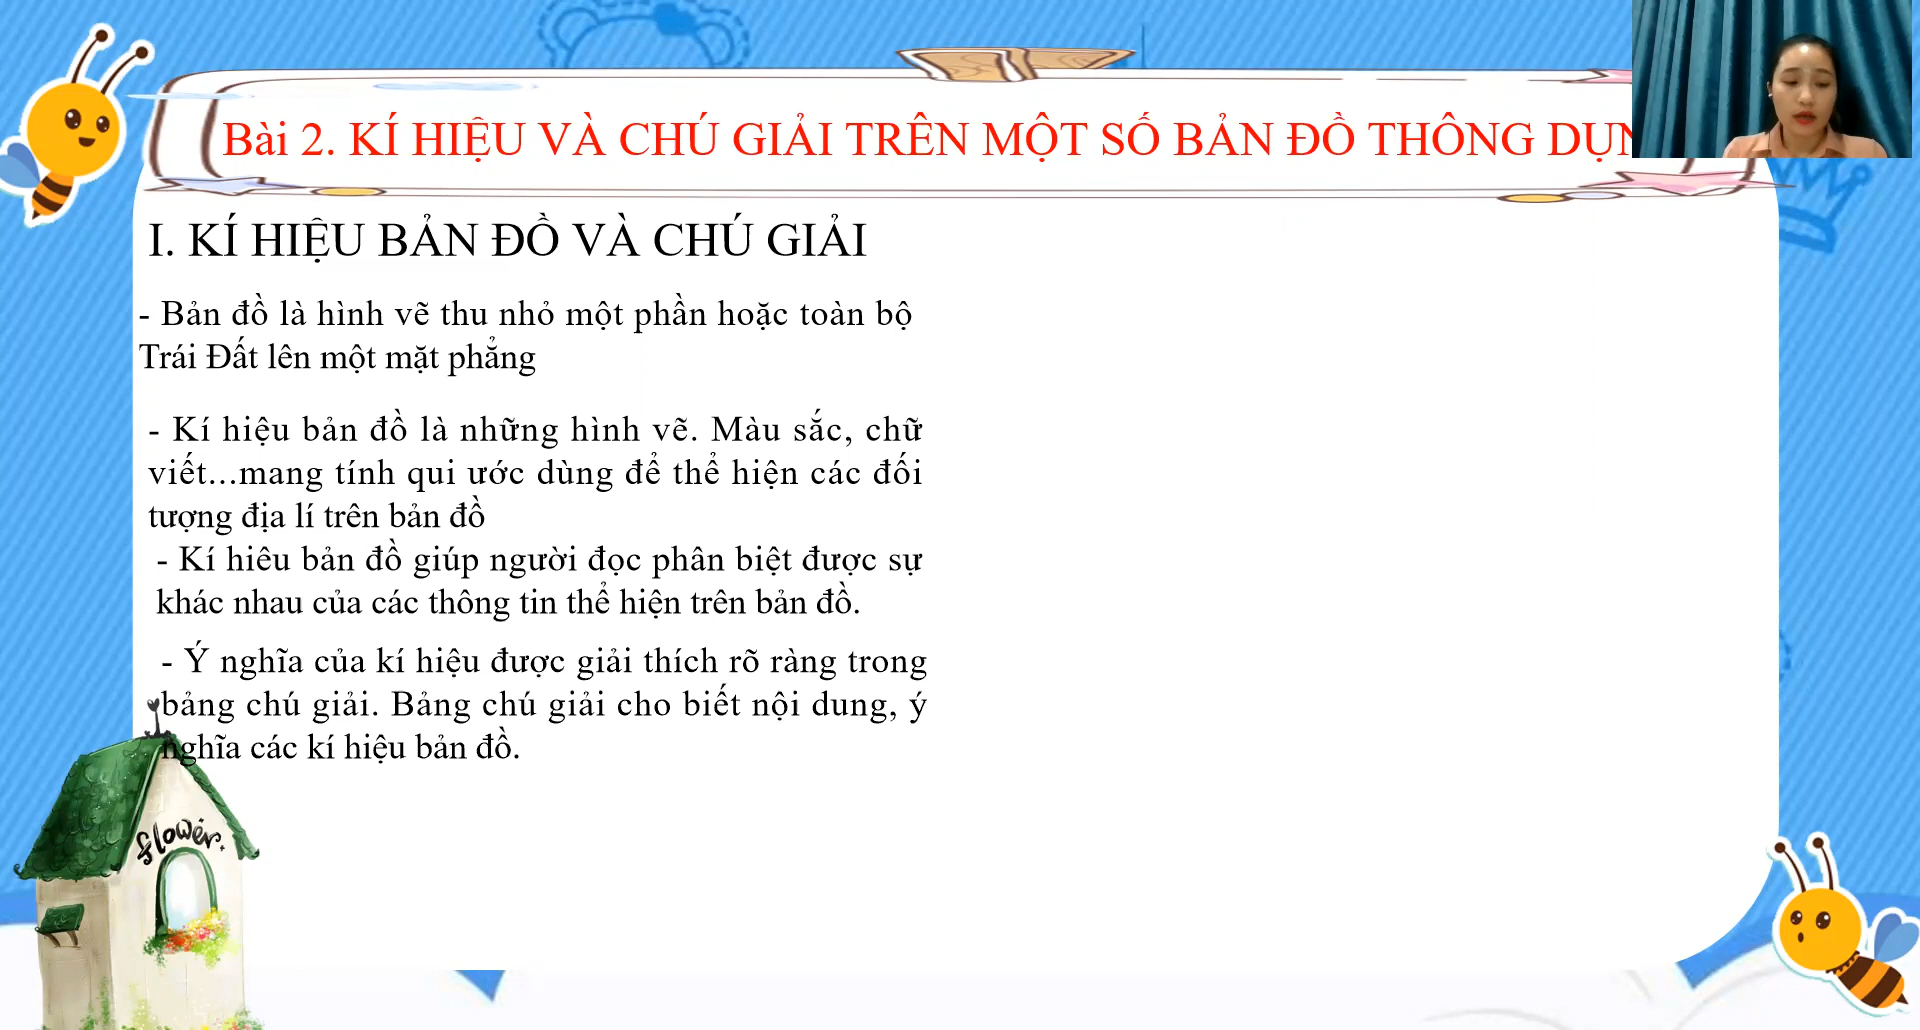 Bài 2. KÍ HIỆU VÀ CHÚ GIẢI TRÊN MỘT SỐ BẢN ĐỒ THÔNG
I. KÍ HIỆU BẢN ĐỒ VÀ CHÚ GIẢI
- Bản đồ là hình vẽ thu nhỏ một phần hoặc toàn bộ
Trái Đất lên một mặt phẳng
- Kí hiệu bản đồ là những hình vẽ. Màu sắc, chữ
viết...mang tính qui ước dùng để thể hiện các đối
tượng địa lí trên bản đồ
- Kí hiêu bản đồ giúp người đọc phân biệt được sự
khác nhau của các thông tin thể hiện trên bản đồ.
- Ý nghĩa của kí hiệu được giải thích rõ ràng trong
bảng chú giải. Bảng chú giải cho biết nội dung, ý
nghĩa các kí hiệu bản đồ.
flower.